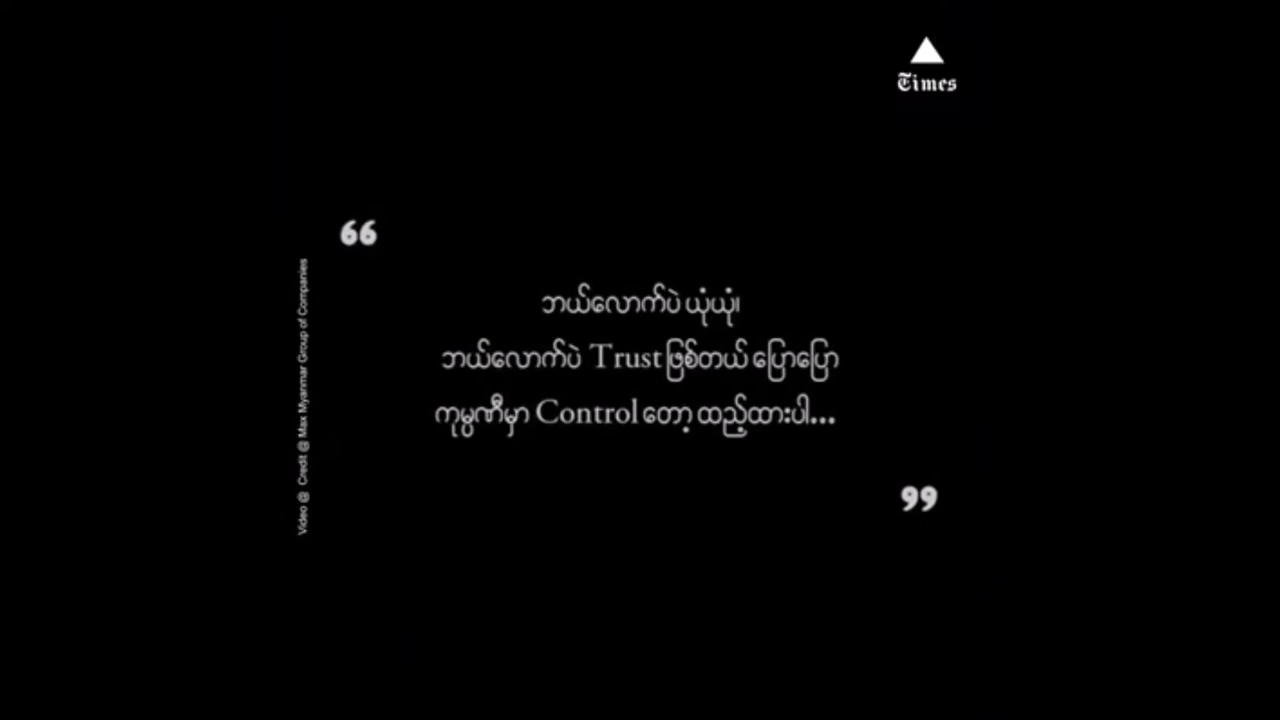 Times
“
ဘယ်လောက်ပဲ ယုံယုံ၊
ဘယ်လောက်ပဲ Trust ဖြစ်တယ် ပြောပြော
ကုမ္ပဏီမှာ Control တော့ ထည့်ထားပါ...
”
Video @ Credit @ Max Myanmar Group of Companies